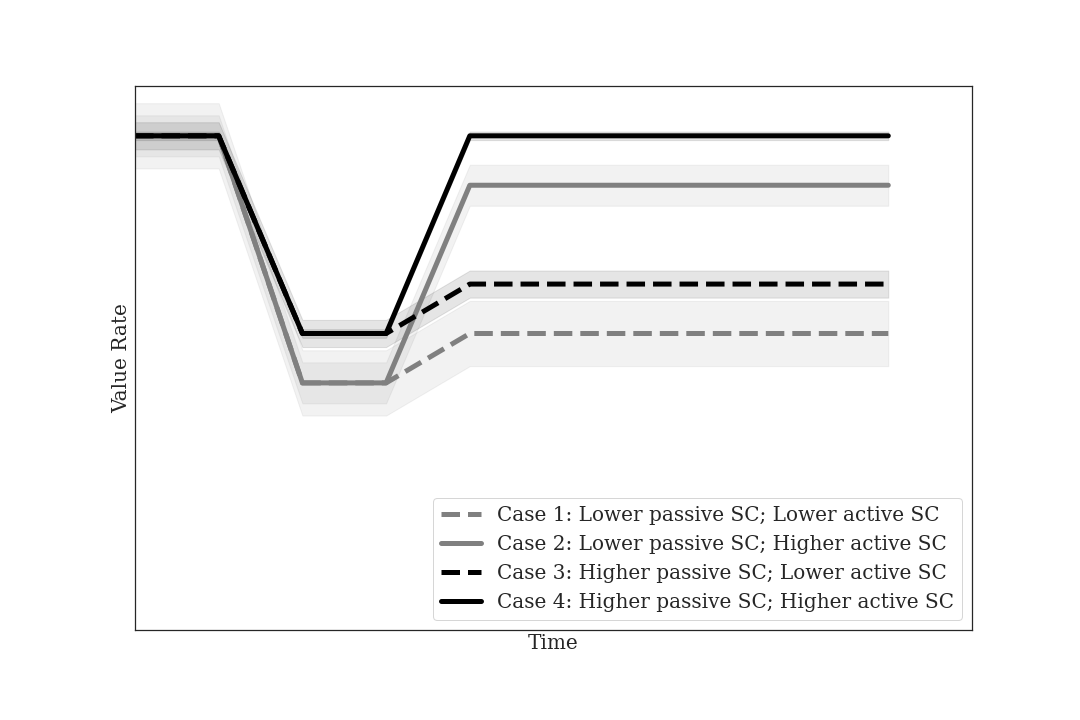 Value Rate
Case 1: Lower passive SC; Lower active SC
Case 2: Lower passive SC; Higher active SC
Case 3: Higher passive SC; Lower active SC
Case 4: Higher passive SC; Higher active SC
Time